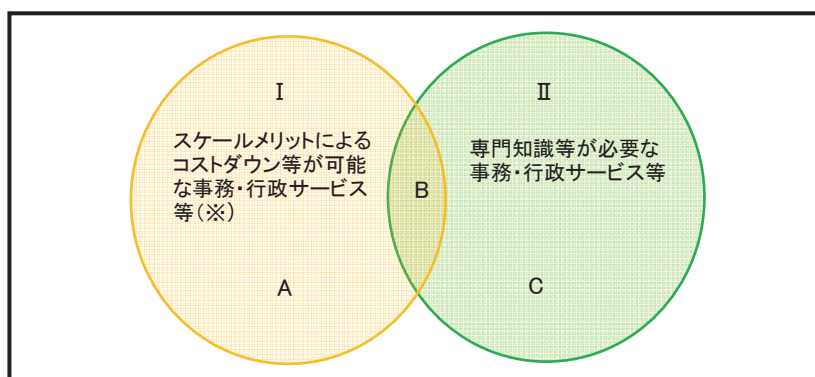 Ⅰ
スケールメリットによる
コストダウン等が可能
な事務・行政サービス
等(※)
A
B
Ⅱ
専門知識等が必要な
事務・行政サービス等
C